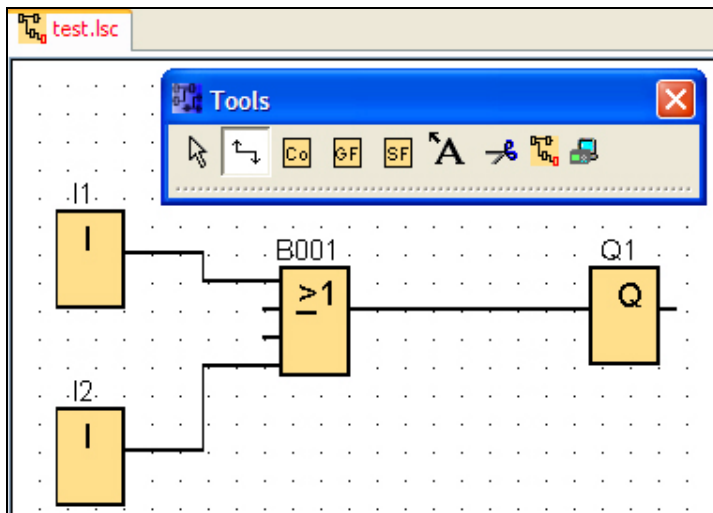 test.lsc
Tools
Co GF SF A
I1
I
B001
≥1
Q1
Q
I2
I